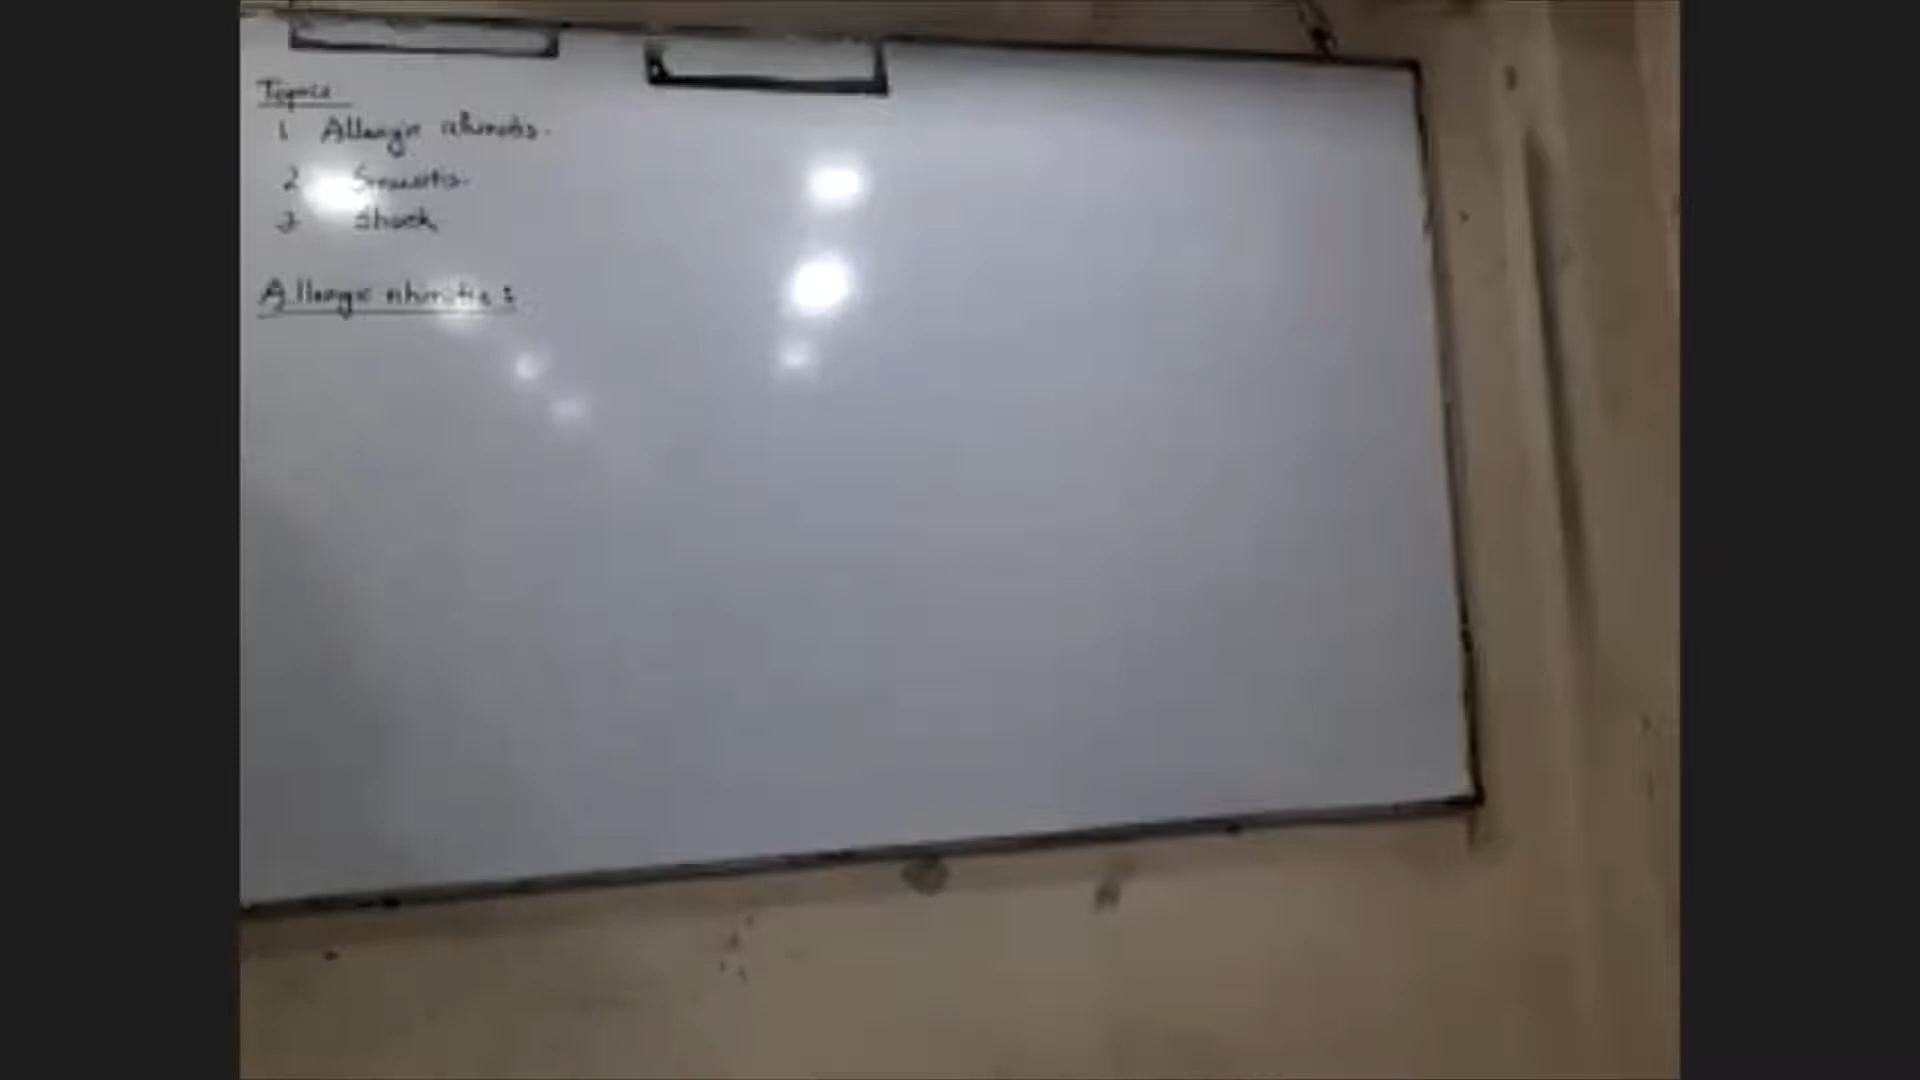 Topics
1 Allergic rhinitis.
2 Sinusitis.
3 Shock
Allergic rhinitis :